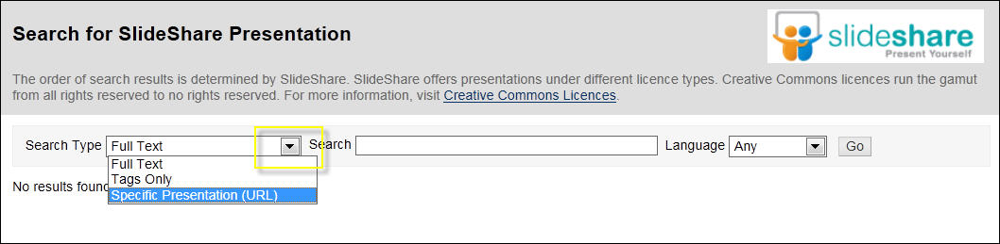 Search for SlideShare Presentation
slideshare
Present Yourself
The order of search results is determined by SlideShare. SlideShare offers presentations under different licence types. Creative Commons licences run the gamut
from all rights reserved to no rights reserved. For more information, visit Creative Commons Licences.
Search Type Full Text Search Language Any Go
Full Text
Tags Only
No results found
Specific Presentation (URL)